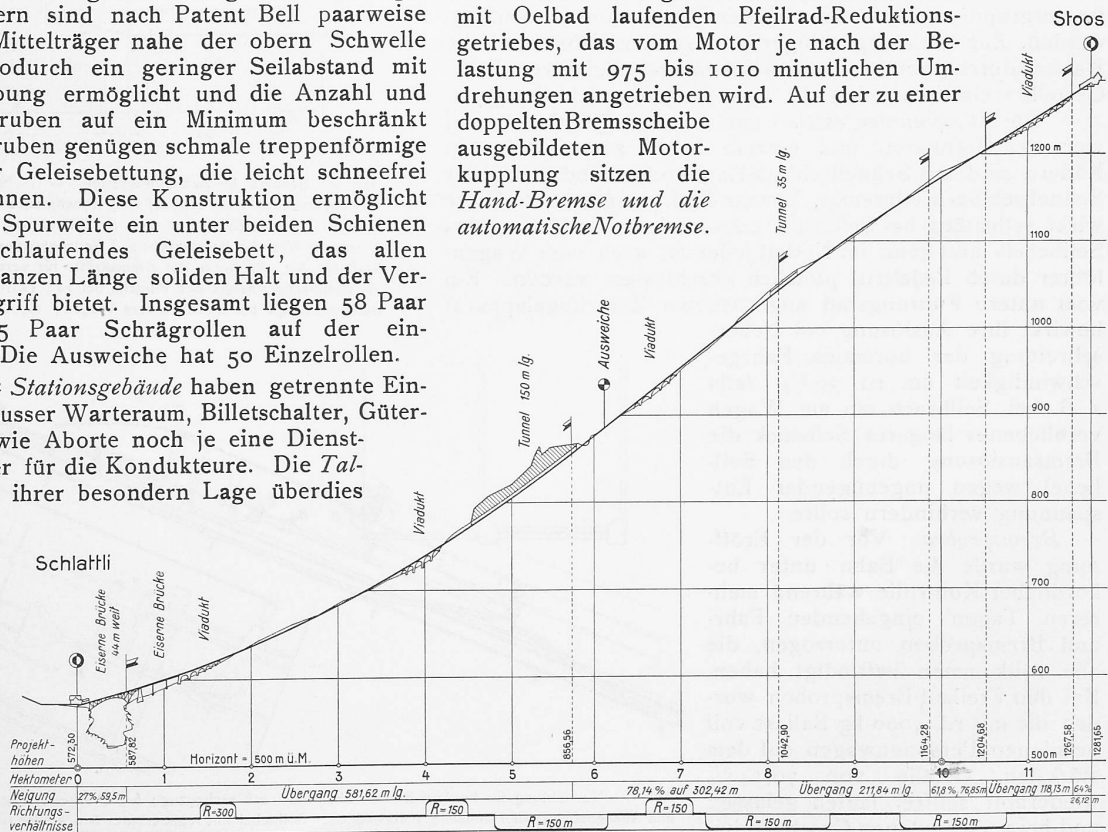 ern sind nach Patent Bell paarweise
Mittelträger nahe der obern Schwelle
odurch ein geringer Seilabstand mit
bung ermöglicht und die Anzahl und
ruben auf ein Minimum beschränkt
ruben genügen schmale treppenförmige
Geleisebettung, die leicht schneefrei
nnen. Diese Konstruktion ermöglicht
Spurweite ein unter beiden Schienen
chlaufendes Geleisebett, das allen
ganzen Länge soliden Halt und der Ver-
griff bietet. Insgesamt liegen 58 Paar
5 Paar Schrägrollen auf der ein-
Die Ausweiche hat 50 Einzelrollen.
Stationsgebäude haben getrennte Ein-
usser Warteraum, Billetschalter, Güter-
wie Aborte noch je eine Dienst-
er für die Kondukteure. Die Tal-
ihrer besondern Lage überdies
mit Oelbad laufenden Pfeilrad-Reduktions-
getriebes, das vom Motor je nach der Be-
lastung mit 975 bis 1010 minutlichen Um-
drehungen angetrieben wird. Auf der zu einer
doppelten Bremsscheibe
ausgebildeten Motor-
kupplung sitzen die
Hand-Bremse und die
automatische Notbremse.
Stoos
Viadukt
Tunnel 35 m lg.
Viadukt
Ausweiche
Tunnel 150 m lg.
Viadukt
Schlattli
Eiserne Brücke
44 m weit
Eiserne Brücke
Viadukt
1200 m
1100
1000
900
800
700
600
500 m
Projekt-
höhen
572,30
587,82
Horizont = 500 m ü.M.
866,56
1042,90
1164,28
1204,68
1267,58
1281,65
Hektometer 0 1 2 3 4 5 6 7 8 9 10 11
Neigung 27%, 59,5m Übergang 581,62 m lg. 78,14 % auf 302,42 m Übergang 211,84 m lg. 61,8 %, 76,85m Übergang 118,15m 64%
26,12 m
Richtungs-
verhältnisse
R=300 R=150 R=150 m R=150 R=150 m R=150 m